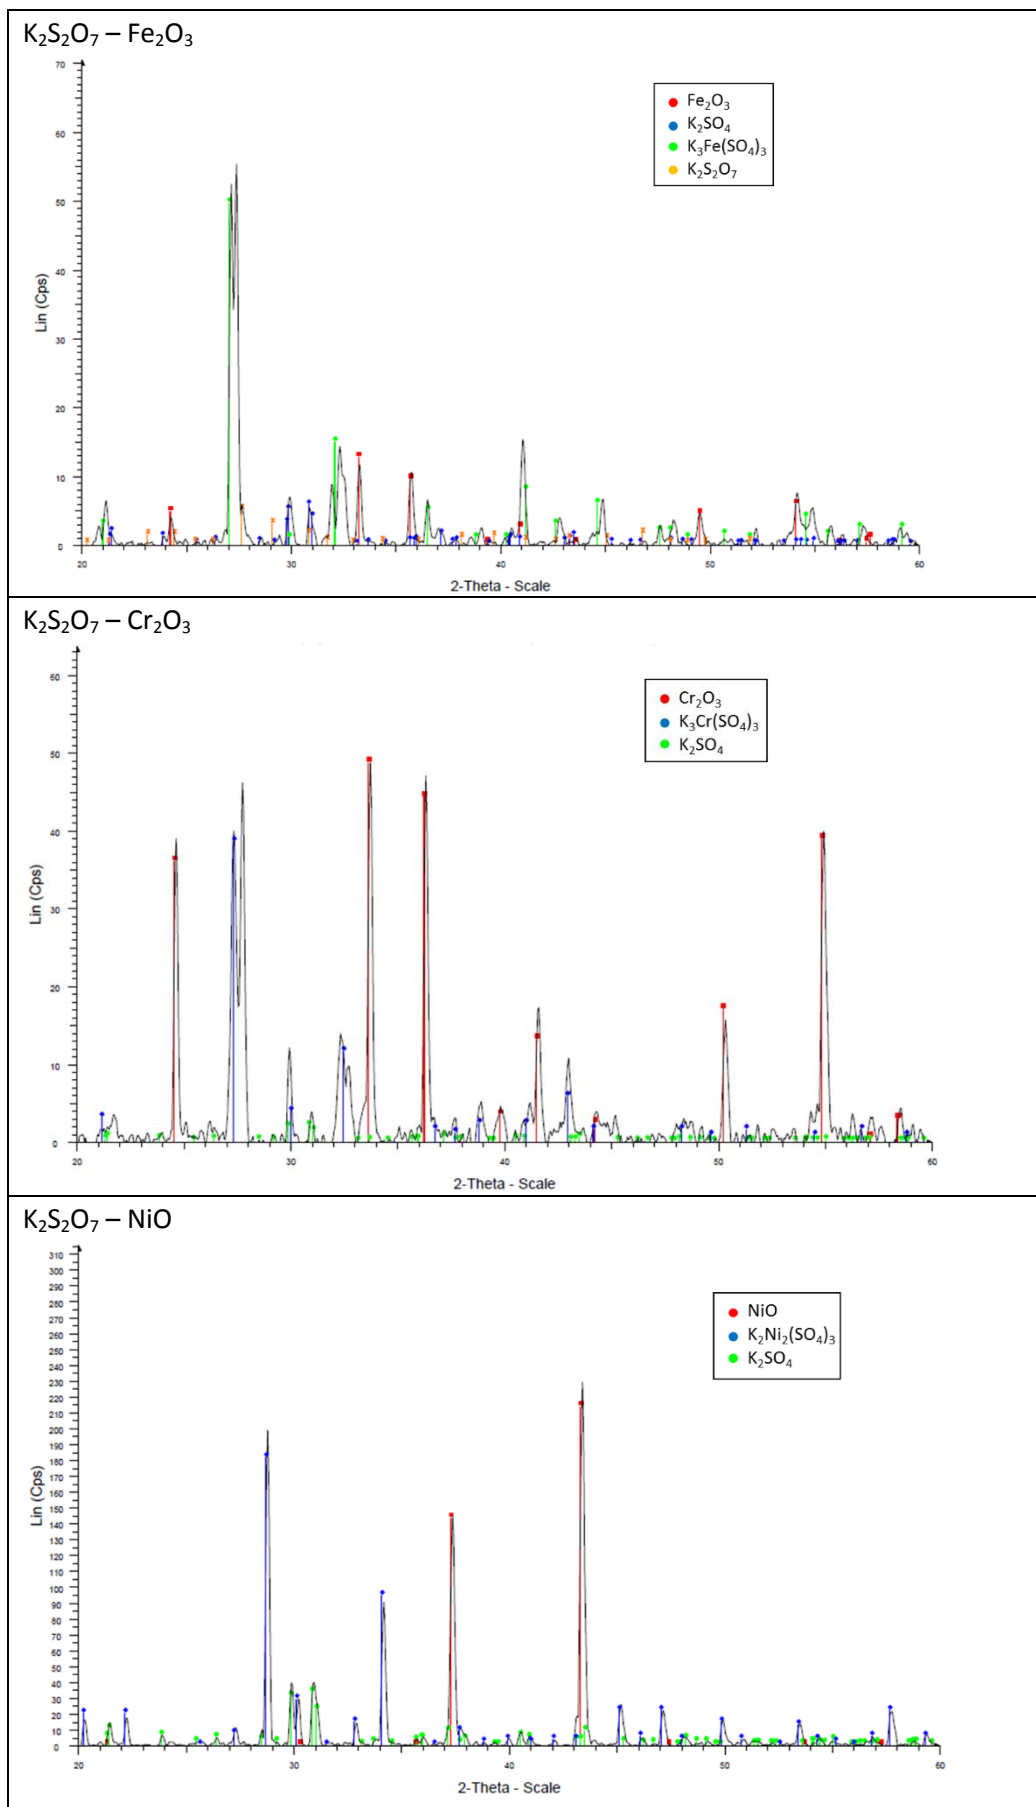 K₂S₂O₇ – Fe₂O₃
70
60
50
40
30
20
10
0
Lin (Cps)
Fe₂O₃
K₂SO₄
K₃Fe(SO₄)₃
K₂S₂O₇
20 30 40 50 60
2-Theta - Scale
K₂S₂O₇ – Cr₂O₃
60
50
40
30
20
10
0
Lin (Cps)
Cr₂O₃
K₃Cr(SO₄)₃
K₂SO₄
20 30 40 50 60
2-Theta - Scale
K₂S₂O₇ – NiO
310
300
290
280
270
260
250
240
230
220
210
200
190
180
170
160
150
140
130
120
110
100
90
80
70
60
50
40
30
20
10
0
Lin (Cps)
NiO
K₂Ni₂(SO₄)₃
K₂SO₄
20 30 40 50 60
2-Theta - Scale